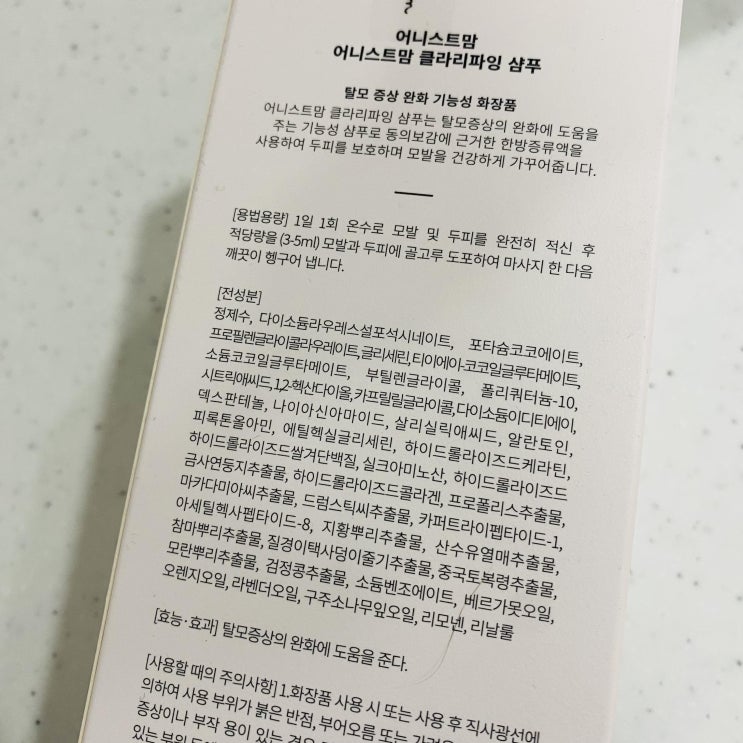 어니스트맘
어니스트맘 클라리파잉 샴푸
탈모 증상 완화 기능성 화장품
어니스트맘 클라리파잉 샴푸는 탈모증상의 완화에 도움을
주는 기능성 샴푸로 동의보감에 근거한 한방증류액을
사용하여 두피를 보호하며 모발을 건강하게 가꾸어줍니다.
[용법용량] 1일 1회 온수로 모발 및 두피를 완전히 적신 후
적당량을 (3-5ml) 모발과 두피에 골고루 도포하여 마사지 한 다음
깨끗이 헹구어 냅니다.
[전성분]
정제수, 다이소듐라우레스설포석시네이트, 포타슘코코에이트,
프로필렌글라이콜라우레이트, 글리세린, 티이에이-코코일글루타메이트,
소듐코코일글루타메이트, 부틸렌글라이콜, 폴리쿼터늄-10,
시트릭애씨드, 1,2-헥산다이올, 카프릴릴글라이콜, 다이소듐이디티에이,
덱스판테놀, 나이아신아마이드, 살리실릭애씨드, 알란토인,
피록톤올아민, 에틸헥실글리세린, 하이드롤라이즈드케라틴,
하이드롤라이즈드쌀겨단백질, 실크아미노산, 하이드롤라이즈드
금사연둥지추출물, 하이드롤라이즈드콜라겐, 프로폴리스추출물,
마카다미아씨추출물, 드럼스틱씨추출물, 카퍼트라이펩타이드-1,
아세틸헥사펩타이드-8, 지황뿌리추출물, 산수유열매추출물,
참마뿌리추출물, 질경이택사덩이줄기추출물, 중국토복령추출물,
모란뿌리추출물, 검정콩추출물, 소듐벤조에이트, 베르가못오일,
오렌지오일, 라벤더오일, 구주소나무잎오일, 리모넨, 리날룰
[효능·효과] 탈모증상의 완화에 도움을 준다.
[사용할 때의 주의사항] 1.화장품 사용 시 또는 사용 후 직사광선에
의하여 사용 부위가 붉은 반점, 부어오름 또는
증상이나 부작용이 있는 경우
있는 부위